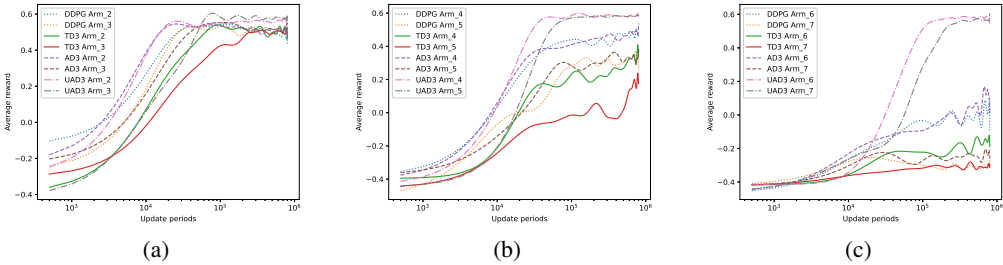 Average reward
0.6
0.4
0.2
0.0
−0.2
−0.4
DDPG Arm_2
DDPG Arm_3
TD3 Arm_2
TD3 Arm_3
AD3 Arm_2
AD3 Arm_3
UAD3 Arm_2
UAD3 Arm_3
10³ 10⁴ 10⁵ 10⁶
Update periods
(a)
Average reward
0.6
0.4
0.2
0.0
−0.2
−0.4
DDPG Arm_4
DDPG Arm_5
TD3 Arm_4
TD3 Arm_5
AD3 Arm_4
AD3 Arm_5
UAD3 Arm_4
UAD3 Arm_5
10³ 10⁴ 10⁵ 10⁶
Update periods
(b)
Average reward
0.6
0.4
0.2
0.0
−0.2
−0.4
DDPG Arm_6
DDPG Arm_7
TD3 Arm_6
TD3 Arm_7
AD3 Arm_6
AD3 Arm_7
UAD3 Arm_6
UAD3 Arm_7
10³ 10⁴ 10⁵ 10⁶
Update periods
(c)